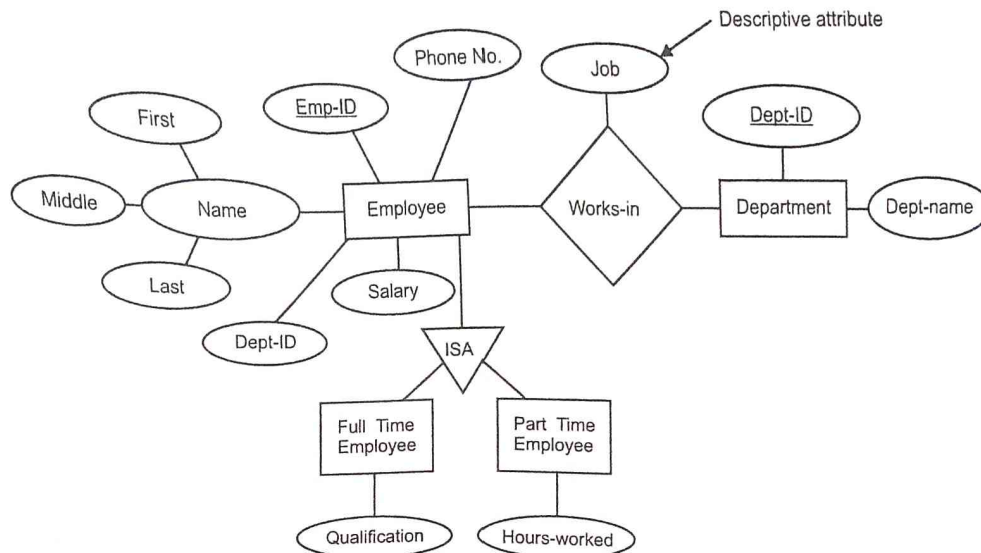 Descriptive attribute
Phone No.
Job
Emp-ID
Dept-ID
First
Middle
Name
Employee
Works-in
Department
Dept-name
Last
Salary
Dept-ID
ISA
Full Time
Employee
Part Time
Employee
Qualification
Hours-worked